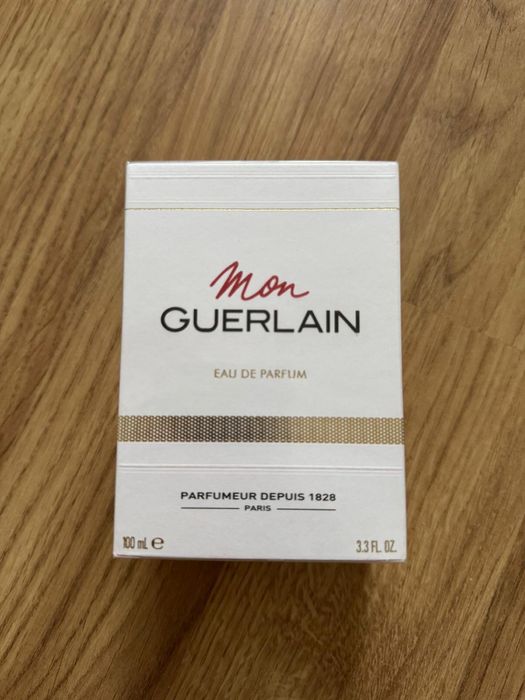 Mon
GUERLAIN
EAU DE PARFUM
PARFUMEUR DEPUIS 1828
PARIS
100 mL ℮
3.3 FL. OZ.